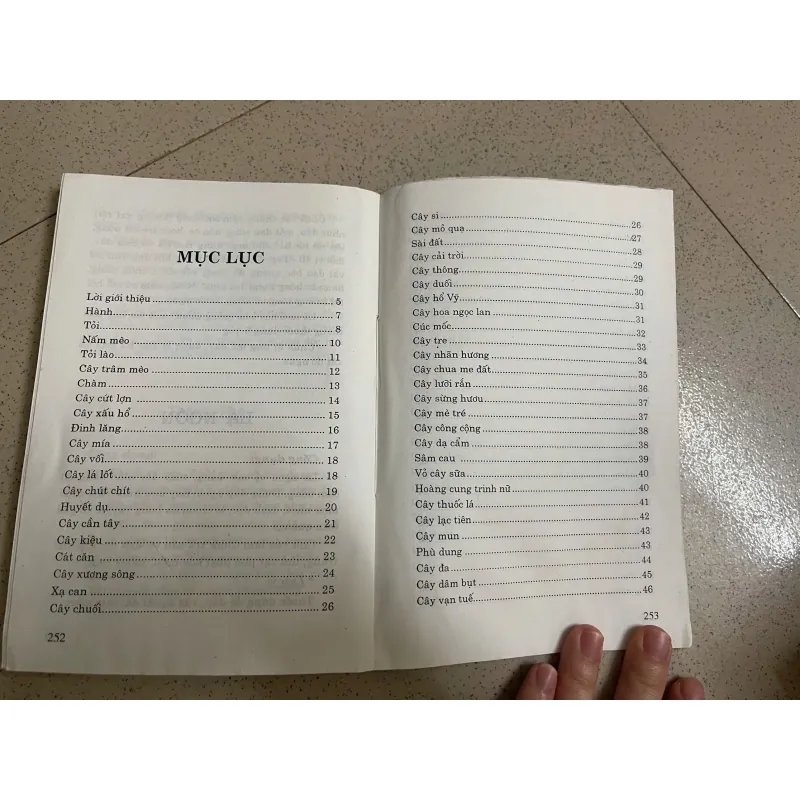 MỤC LỤC
Lời giới thiệu ........ 5
Hành ........ 7
Tỏi ........ 8
Nấm mèo ........ 10
Tỏi lào ........ 11
Cây trâm mèo ........ 12
Chàm ........ 13
Cây cứt lợn ........ 14
Cây xấu hổ ........ 15
Đinh lăng ........ 16
Cây mía ........ 17
Cây vối ........ 18
Cây lá lốt ........ 18
Cây chút chít ........ 19
Huyết dụ ........ 20
Cây cần tây ........ 21
Cây kiệu ........ 22
Cát căn ........ 23
Cây xương sông ........ 24
Xạ can ........ 25
Cây chuối ........ 26
252
Cây si ........ 26
Cây mỏ quạ ........ 27
Sài đất ........ 28
Cây cải trời ........ 29
Cây thông ........ 29
Cây duối ........ 30
Cây hổ Vỹ ........ 31
Cây hoa ngọc lan ........ 31
Cúc mốc ........ 32
Cây tre ........ 33
Cây nhãn hương ........ 34
Cây chua me đất ........ 35
Cây lưỡi rắn ........ 36
Cây sừng hươu ........ 37
Cây mè tré ........ 37
Cây công cộng ........ 38
Cây dạ cẩm ........ 38
Sâm cau ........ 39
Vỏ cây sữa ........ 40
Hoàng cung trinh nữ ........ 40
Cây thuốc lá ........ 41
Cây lạc tiên ........ 42
Cây mun ........ 43
Phù dung ........ 43
Cây đa ........ 44
Cây dâm bụt ........ 45
Cây vạn tuế ........ 46
253